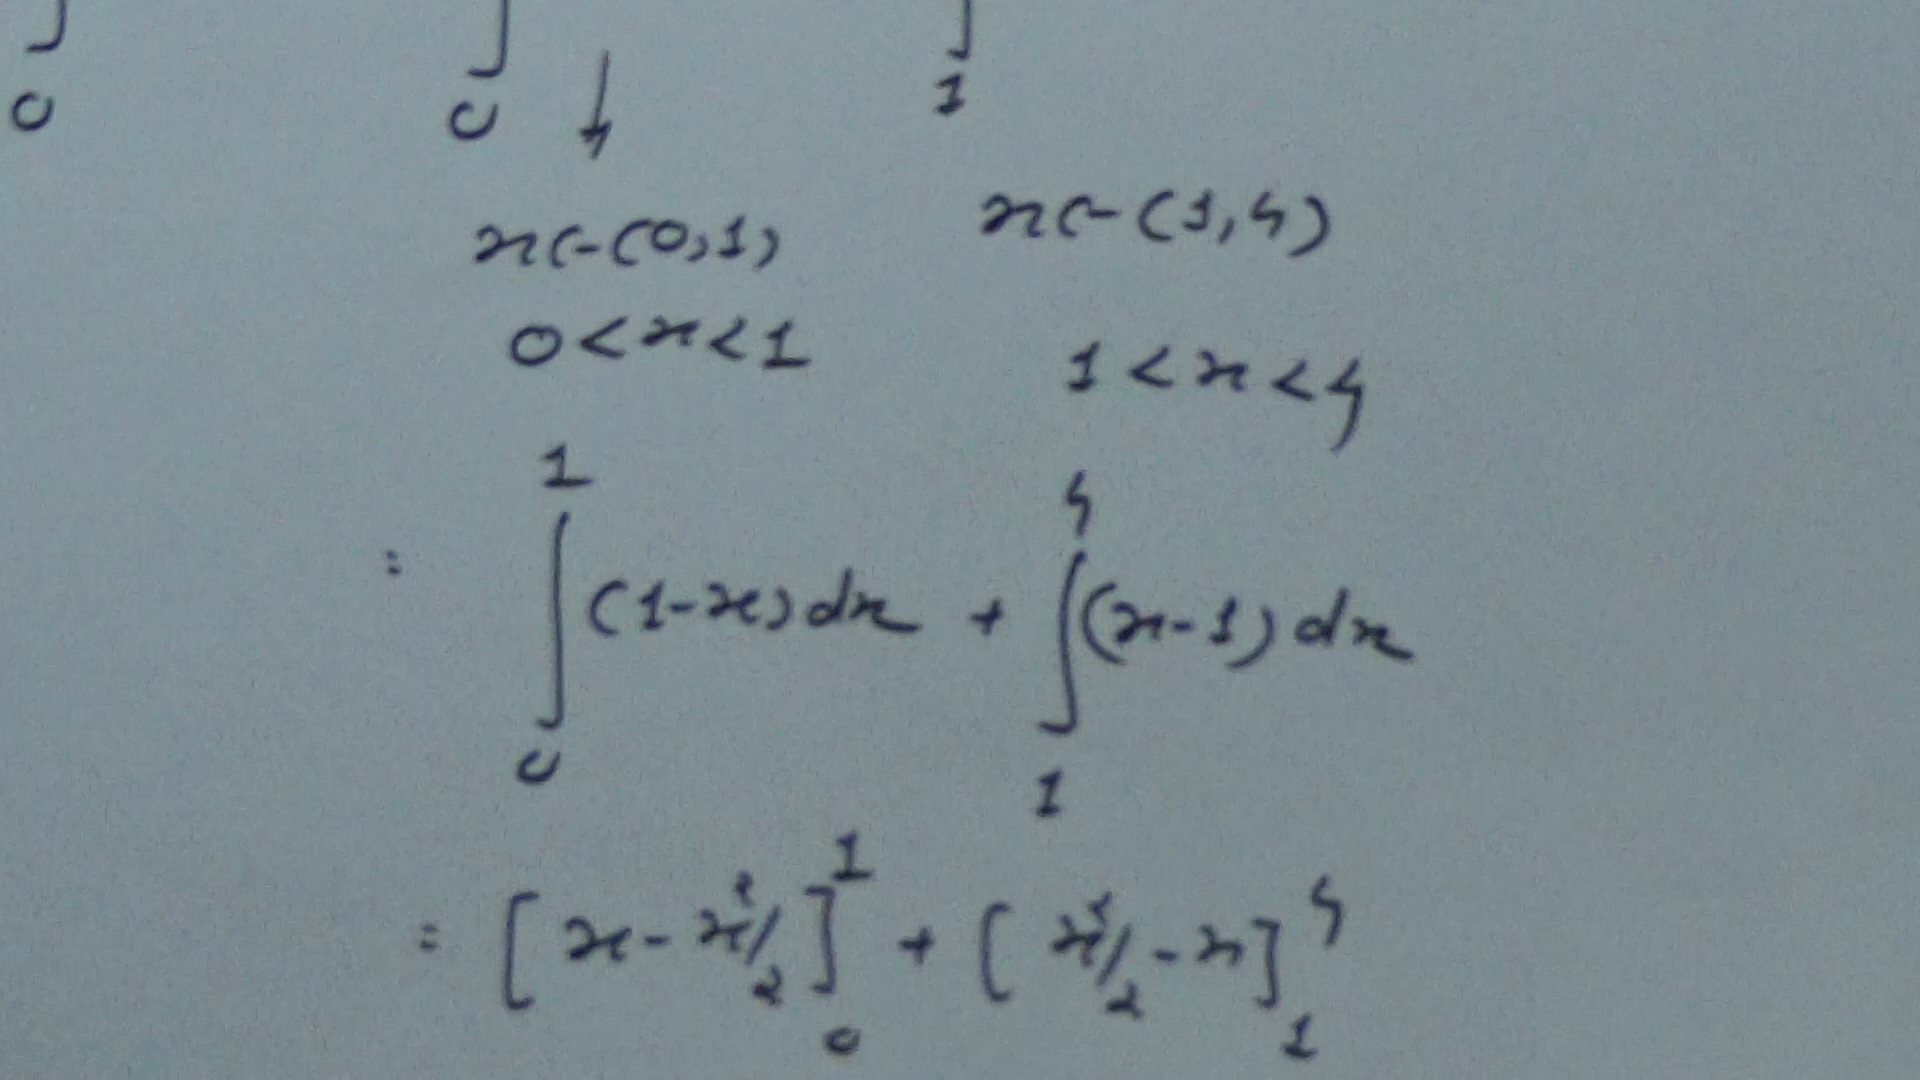 ∫ ∫ ∫
0 0 ↓ 1
x∈(0,1) x∈(1,4)
0<x<1 1<x<4
= ∫₀¹ (1-x)dx + ∫₁⁴ (x-1)dx
= [x - x²/2]₀¹ + [x²/2 - x]₁⁴